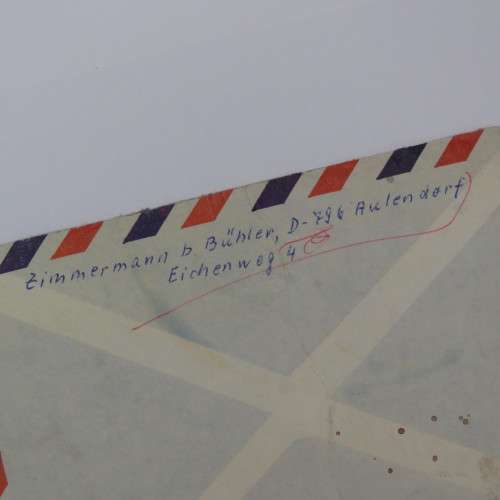 Zimmermann b Bühler, D-796 Aulendorf
Eichenweg 4